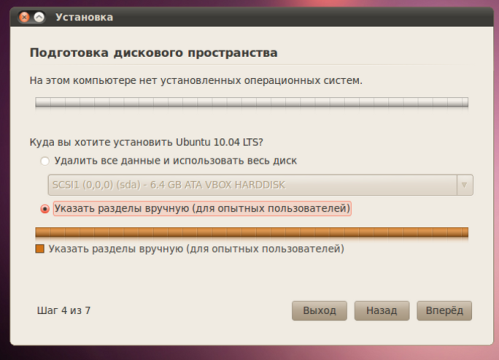 Установка
Подготовка дискового пространства
На этом компьютере нет установленных операционных систем.
Куда вы хотите установить Ubuntu 10.04 LTS?
Удалить все данные и использовать весь диск
SCSI1 (0,0,0) (sda) - 6.4 GB ATA VBOX HARDDISK
Указать разделы вручную (для опытных пользователей)
Указать разделы вручную (для опытных пользователей)
Шаг 4 из 7
Выход
Назад
Вперёд